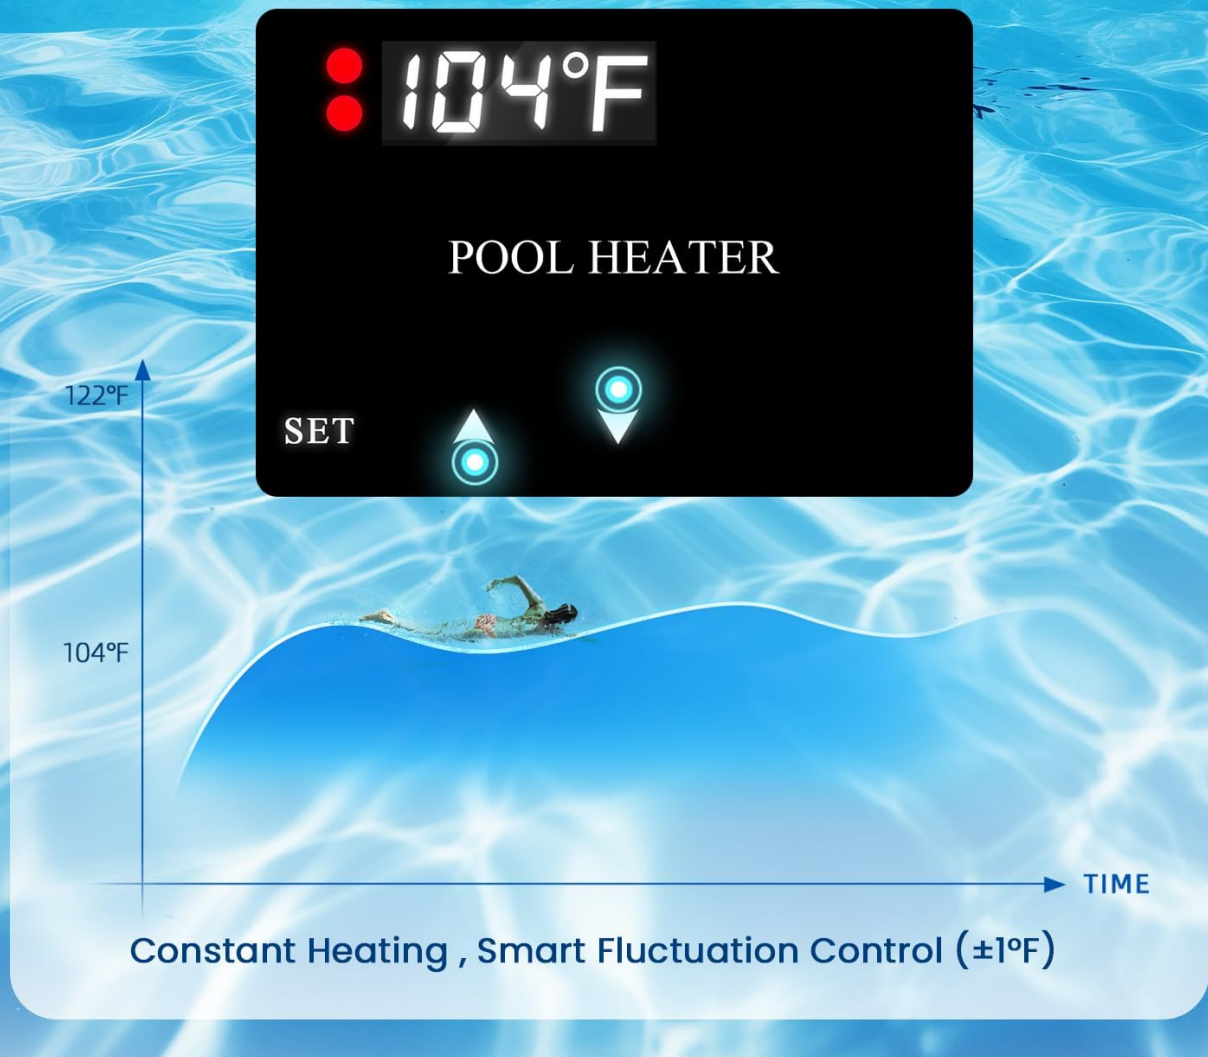 104°F
POOL HEATER
SET
122°F
104°F
TIME
Constant Heating , Smart Fluctuation Control (±1°F)